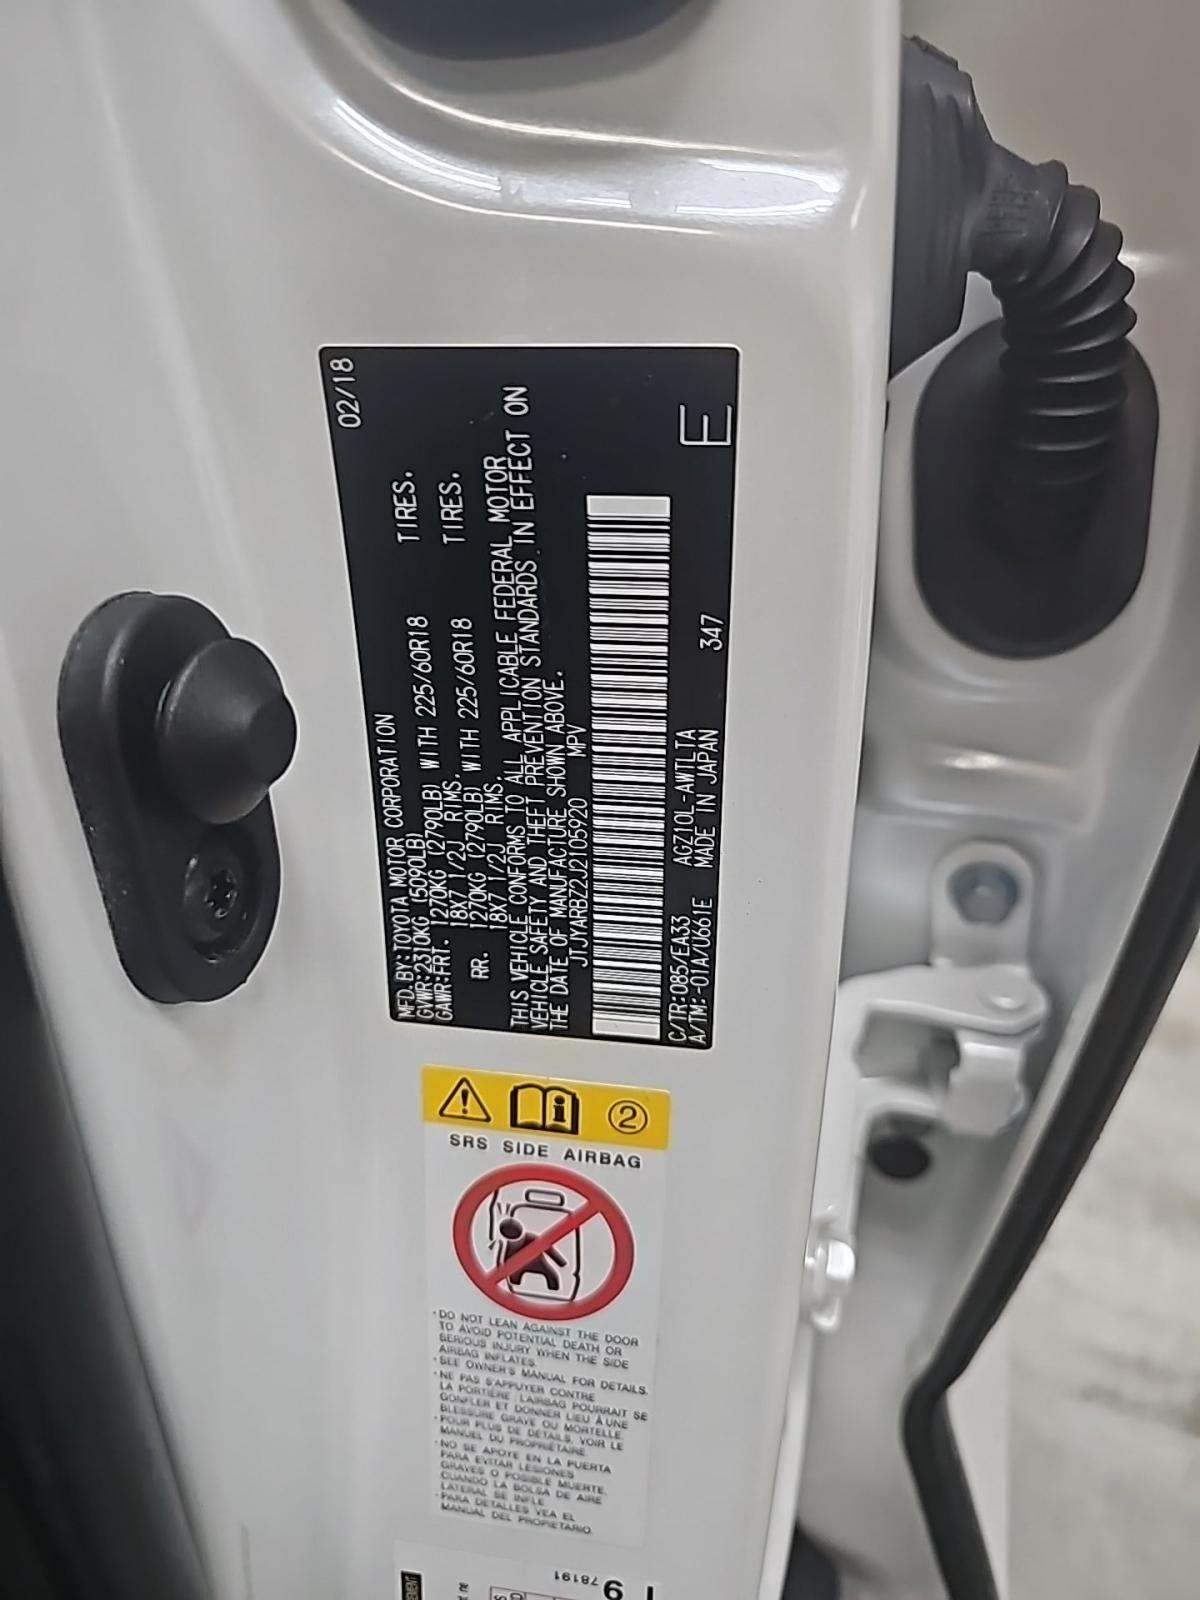 02/18
MFD.BY:TOYOTA MOTOR CORPORATION
GVWR:2310KG (5090LB)
GAWR:FRT. 1270KG (2790LB) WITH 225/60R18 TIRES.
18X7 1/2J RIMS.
RR. 1270KG (2790LB) WITH 225/60R18 TIRES.
18X7 1/2J RIMS.
THIS VEHICLE CONFORMS TO ALL APPLICABLE FEDERAL MOTOR
VEHICLE SAFETY AND THEFT PREVENTION STANDARDS IN EFFECT ON
THE DATE OF MANUFACTURE SHOWN ABOVE.
JTJYARBZ2J2105920 MPV
C/TR:085/EA33 AGZ10L-AWTLTA
A/TM:-01A/U661E MADE IN JAPAN 347
E
2
SRS SIDE AIRBAG
·DO NOT LEAN AGAINST THE DOOR
TO AVOID POTENTIAL DEATH OR
SERIOUS INJURY WHEN THE SIDE
AIRBAG INFLATES.
·SEE OWNER'S MANUAL FOR DETAILS.
·NE PAS S'APPUYER CONTRE
LA PORTIÈRE : L'AIRBAG POURRAIT SE
GONFLER ET DONNER LIEU À UNE
BLESSURE GRAVE OU MORTELLE.
·POUR PLUS DE DÉTAILS, VOIR LE
MANUEL DU PROPRIÉTAIRE.
·NO SE APOYE EN LA PUERTA
PARA EVITAR LESIONES
GRAVES O POSIBLE MUERTE,
CUANDO LA BOLSA DE AIRE
LATERAL SE INFLE.
·PARA DETALLES VEA EL
MANUAL DEL PROPIETARIO.
78191